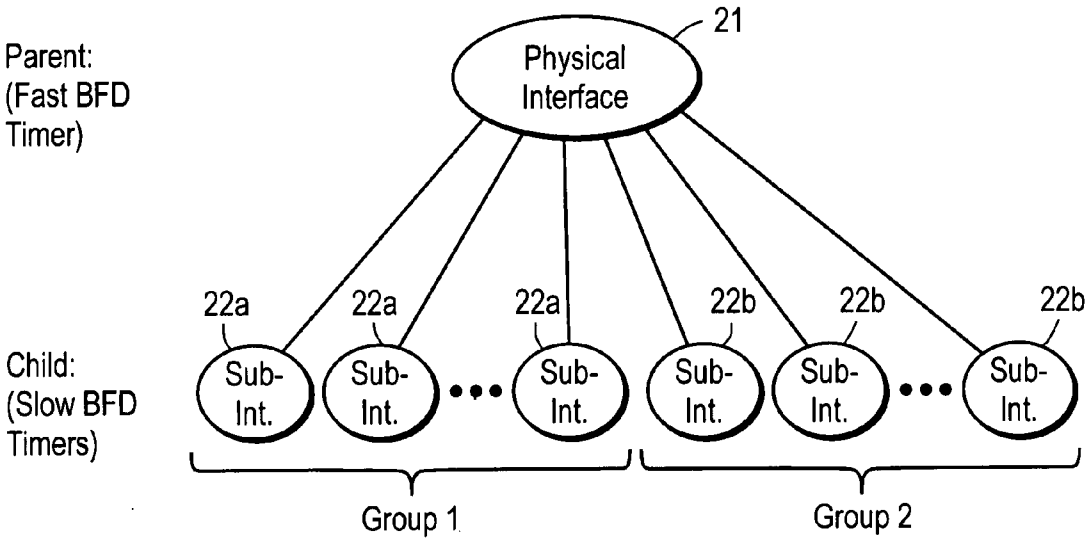 21
Parent:
(Fast BFD
Timer)
Physical
Interface
22a
22a
22a
22b
22b
22b
Child:
(Slow BFD
Timers)
Sub-
Int.
Sub-
Int.
Sub-
Int.
Sub-
Int.
Sub-
Int.
Sub-
Int.
Group 1
Group 2